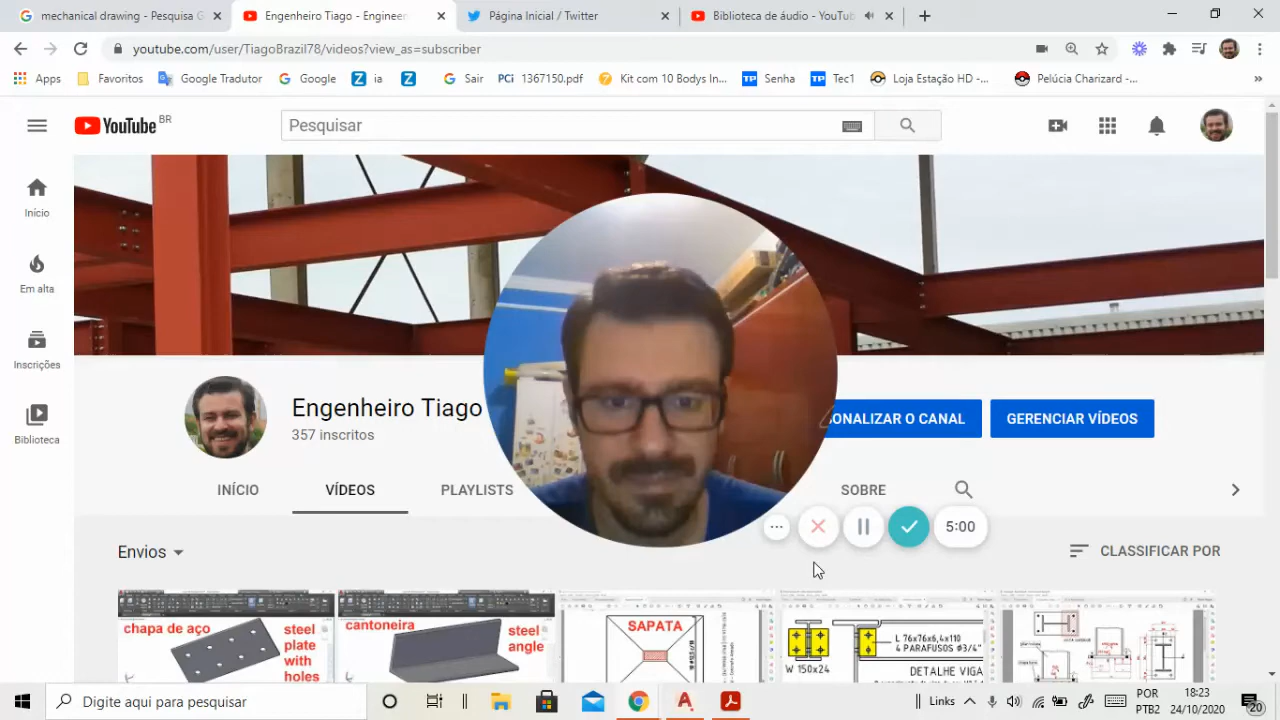 mechanical drawing - Pesquisa G
Engenheiro Tiago - Engineer
Página Inicial / Twitter
Biblioteca de áudio - YouTu
youtube.com/user/TiagoBrazil78/videos?view_as=subscriber
Apps
Favoritos
Google Tradutor
Google
ia
Sair
PCi 1367150.pdf
Kit com 10 Bodys In...
TP Senha
TP Tec1
Loja Estação HD -...
Pelúcia Charizard -...
»
YouTube BR
Pesquisar
Início
Em alta
Inscrições
Biblioteca
Engenheiro Tiago
357 inscritos
ONALIZAR O CANAL
GERENCIAR VÍDEOS
INÍCIO
VÍDEOS
PLAYLISTS
SOBRE
5:00
Envios
CLASSIFICAR POR
chapa de aço
steel
plate
with
holes
cantoneira
steel
angle
SAPATA
L 76x76x6,4x110
4 PARAFUSOS Ø3/4"
W 150x24
DETALHE VIGA
Digite aqui para pesquisar
Links
POR
PTB2
18:23
24/10/2020
20